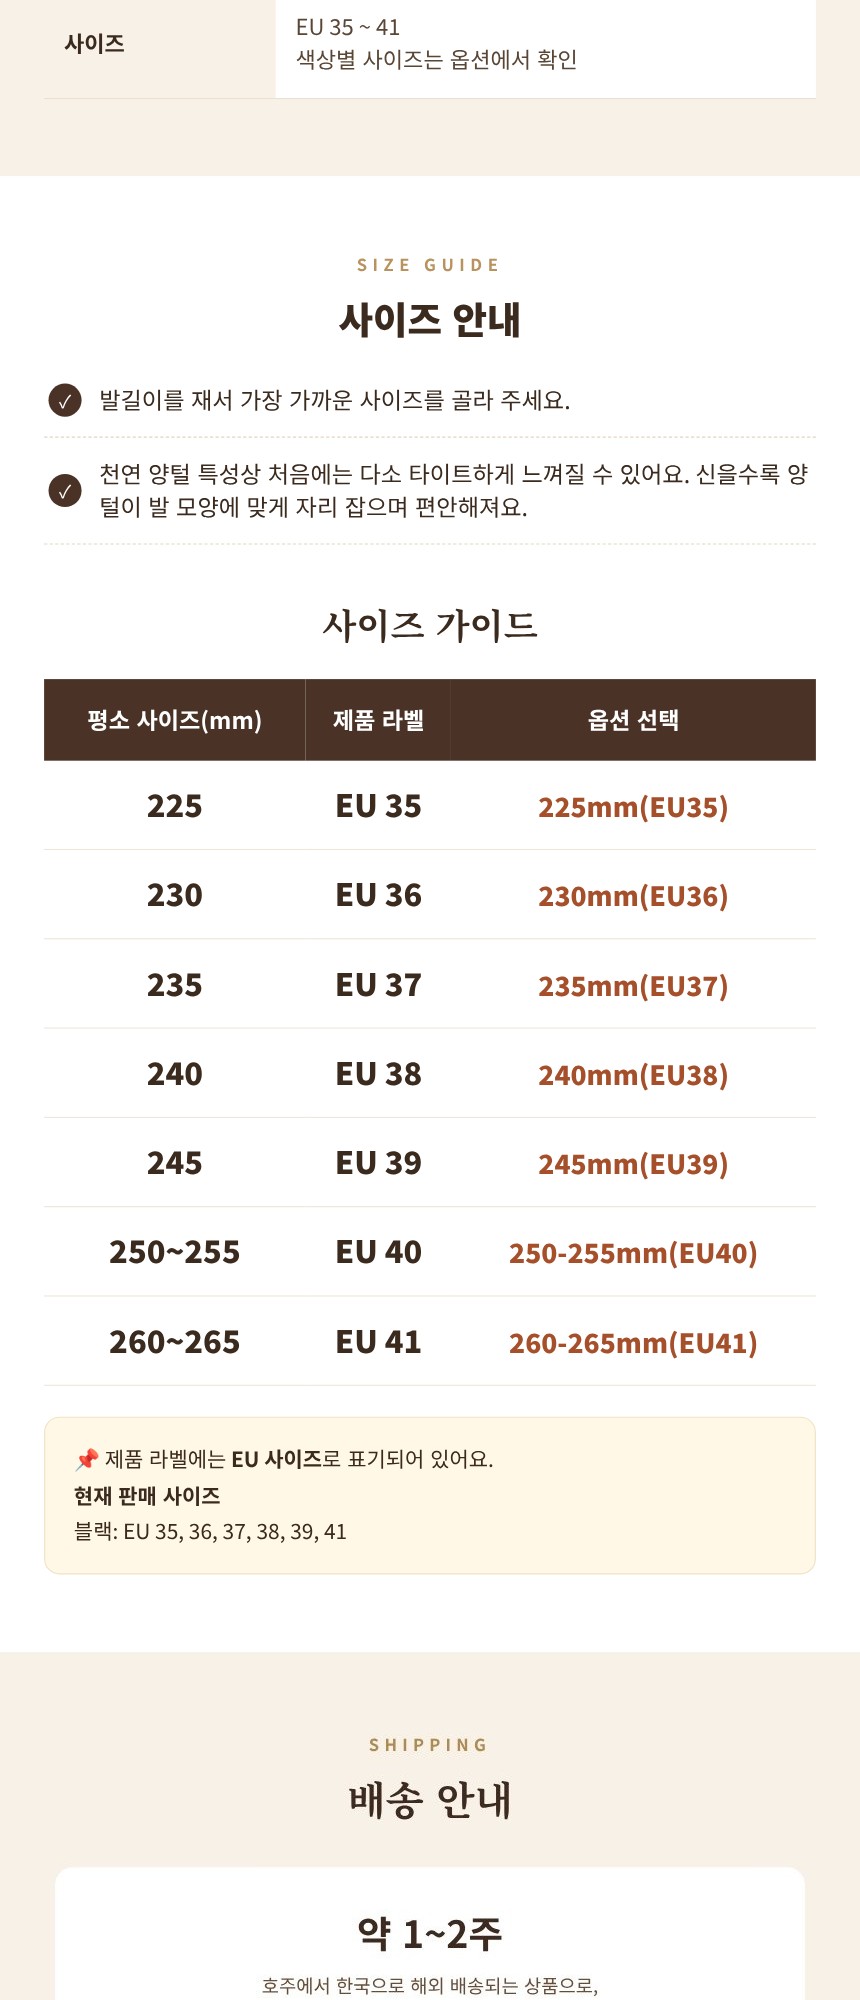 사이즈
EU 35 ~ 41
색상별 사이즈는 옵션에서 확인
SIZE GUIDE
사이즈 안내
✓ 발길이를 재서 가장 가까운 사이즈를 골라 주세요.
✓ 천연 양털 특성상 처음에는 다소 타이트하게 느껴질 수 있어요. 신을수록 양
털이 발 모양에 맞게 자리 잡으며 편안해져요.
사이즈 가이드
평소 사이즈(mm) 제품 라벨 옵션 선택
225 EU 35 225mm(EU35)
230 EU 36 230mm(EU36)
235 EU 37 235mm(EU37)
240 EU 38 240mm(EU38)
245 EU 39 245mm(EU39)
250~255 EU 40 250-255mm(EU40)
260~265 EU 41 260-265mm(EU41)
📌 제품 라벨에는 EU 사이즈로 표기되어 있어요.
현재 판매 사이즈
블랙: EU 35, 36, 37, 38, 39, 41
SHIPPING
배송 안내
약 1~2주
호주에서 한국으로 해외 배송되는 상품으로,